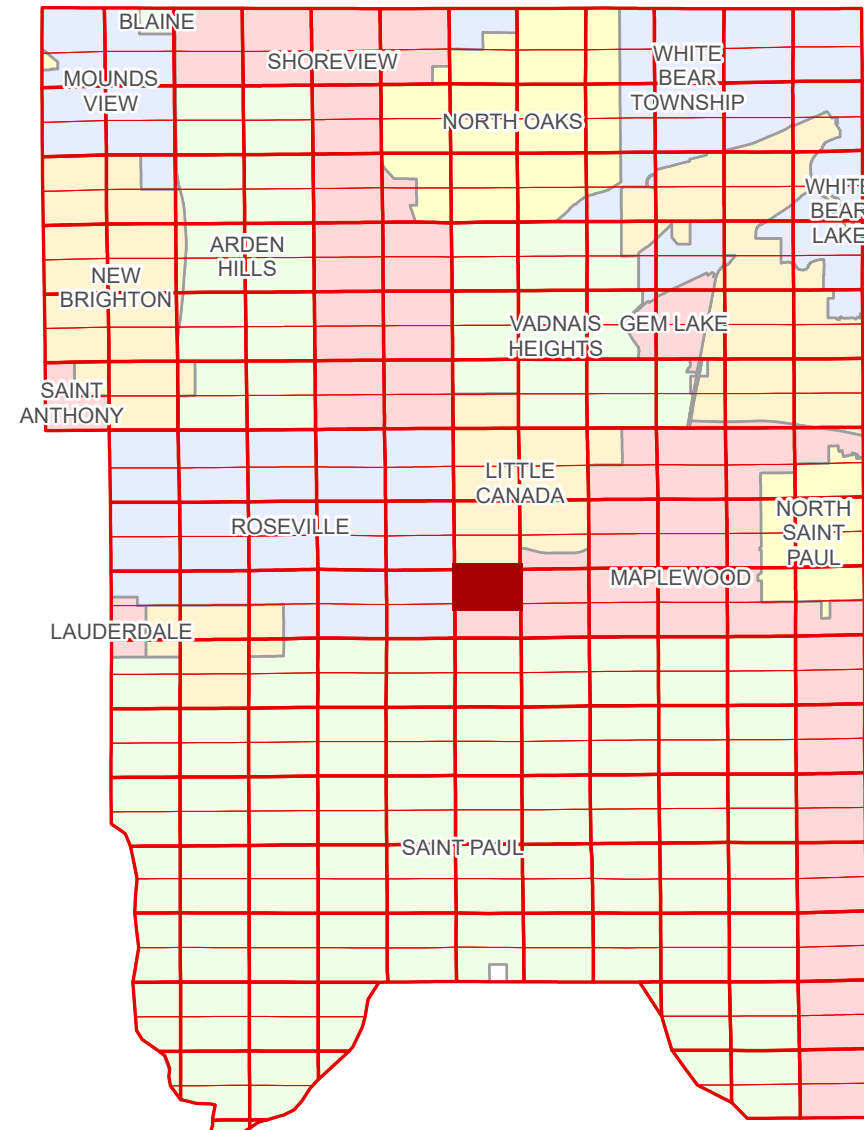 BLAINE
SHOREVIEW
WHITE
BEAR
TOWNSHIP
MOUNDS
VIEW
NORTH OAKS
WHITE
BEAR
LAKE
ARDEN
HILLS
NEW
BRIGHTON
VADNAIS
HEIGHTS
GEM LAKE
SAINT
ANTHONY
LITTLE
CANADA
ROSEVILLE
NORTH
SAINT
PAUL
MAPLEWOOD
LAUDERDALE
SAINT PAUL